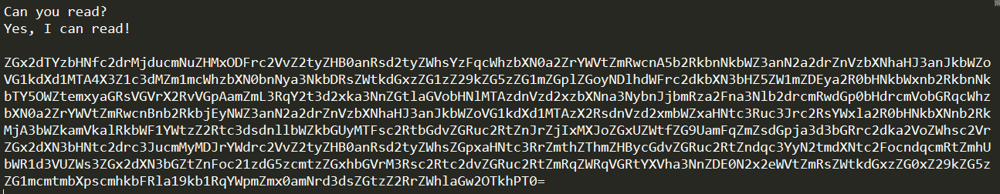 Can you read?
Yes, I can read!
ZGx2dTYzbHNfc2drMjducmNuZHMxODFrc2VvZ2tyZHB0anRsd2tyZWhsYzFqcWhzbXN0a2ZrYWVtZmRwcnA5b2RkbnNkbWZ3anN2a2drZnVzbXNhaHJ3anJkbWZo
VG1kdXd1MTA4X3Z1c3dMZm1mcWhzbXN0bnNya3NkbDRsZWtkdGxzZG1zZ29kZG5zZG1mZGplZGoyNDlhdWFrc2dkbXN3bHZ5ZW1mZDEya2R0bHNkbWxnb2RkbnNk
bTY5OWZtemxyaGRsVGVrX2RvVGpAamZmL3RqY2t3d2xka3NnZGtlaGVobHNlMTAzdnVzd2xzbXNna3NybnJjbmRza2Fna3Nlb2drcmRwdGp0bHdrcmVobGRqcWhz
bXN0a2ZrYWVtZmRwcnBnb2RkbjEyNWZ3anN2a2drZnVzbXNhaHJ3anJkbWZoVG1kdXd1MTAzX2RsdnVzd2xmbWZxaHNtc3Ruc3Jrc2RsYWxla2R0bHNkbXNnb2Rk
MjA3bWZkamVkalRkbWF1YWtzZ2Rtc3dsdnllbWZkbGUyMTFsc2RtbGdvZGRuc2RtZnJrZjIxMXJoZGxUZWtfZG9UamFqZmZsdGpja3d3bGRrc2dka2VoZWhsc2Vr
ZGx2dXN3bHNtc2drc3JucmMyMDJrYWdrc2VvZ2tyZHB0anRsd2tyZWhsZGpxaHNtc3RrZmthZThmZHBycGdvZGRuc2RtZndqc3YyN2tmdXNtc2FocndqcmRtZmhU
bWR1d3VUZWs3ZGx2dXN3bGZtZnFoc21zdG5zcmtzZGxhbGVrM3Rsc2Rtc2dvZGRuc2RtZmRqZWRqVGRtYXVha3NnZDE0N2x2eWVtZmRsZWtkdGxzZG0xZ29kZG5z
ZG1mcmtmbXpscmhkbFRla19kb1RqYWpmZmx0amNrd3dsZGtzZ2RrZWhlaGw2OTkhPT0=